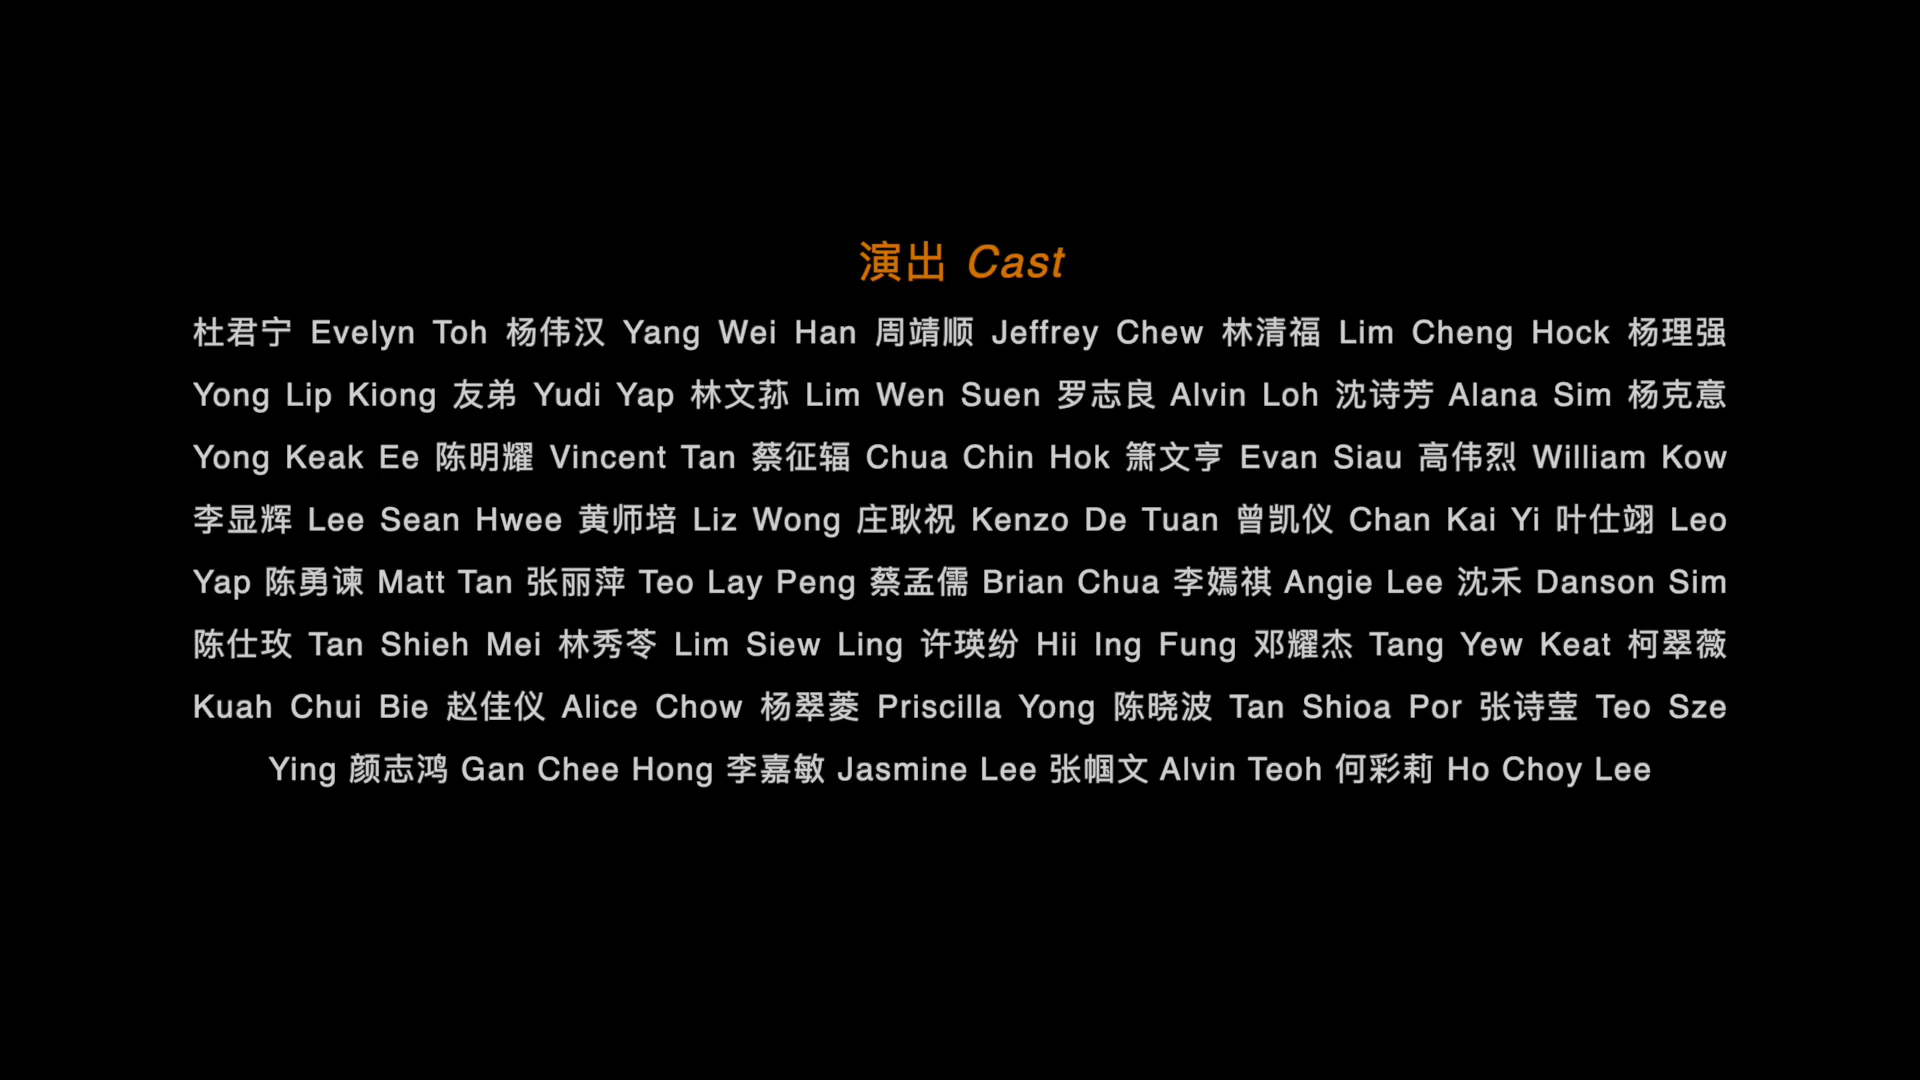 演出 Cast
杜君宁 Evelyn Toh 杨伟汉 Yang Wei Han 周靖顺 Jeffrey Chew 林清福 Lim Cheng Hock 杨理强
Yong Lip Kiong 友弟 Yudi Yap 林文荪 Lim Wen Suen 罗志良 Alvin Loh 沈诗芳 Alana Sim 杨克意
Yong Keak Ee 陈明耀 Vincent Tan 蔡征辐 Chua Chin Hok 箫文亨 Evan Siau 高伟烈 William Kow
李显辉 Lee Sean Hwee 黄师培 Liz Wong 庄耿祝 Kenzo De Tuan 曾凯仪 Chan Kai Yi 叶仕翊 Leo
Yap 陈勇谏 Matt Tan 张丽萍 Teo Lay Peng 蔡孟儒 Brian Chua 李嫣祺 Angie Lee 沈禾 Danson Sim
陈仕玫 Tan Shieh Mei 林秀苓 Lim Siew Ling 许瑛纷 Hii Ing Fung 邓耀杰 Tang Yew Keat 柯翠薇
Kuah Chui Bie 赵佳仪 Alice Chow 杨翠菱 Priscilla Yong 陈晓波 Tan Shioa Por 张诗莹 Teo Sze
Ying 颜志鸿 Gan Chee Hong 李嘉敏 Jasmine Lee 张帼文 Alvin Teoh 何彩莉 Ho Choy Lee